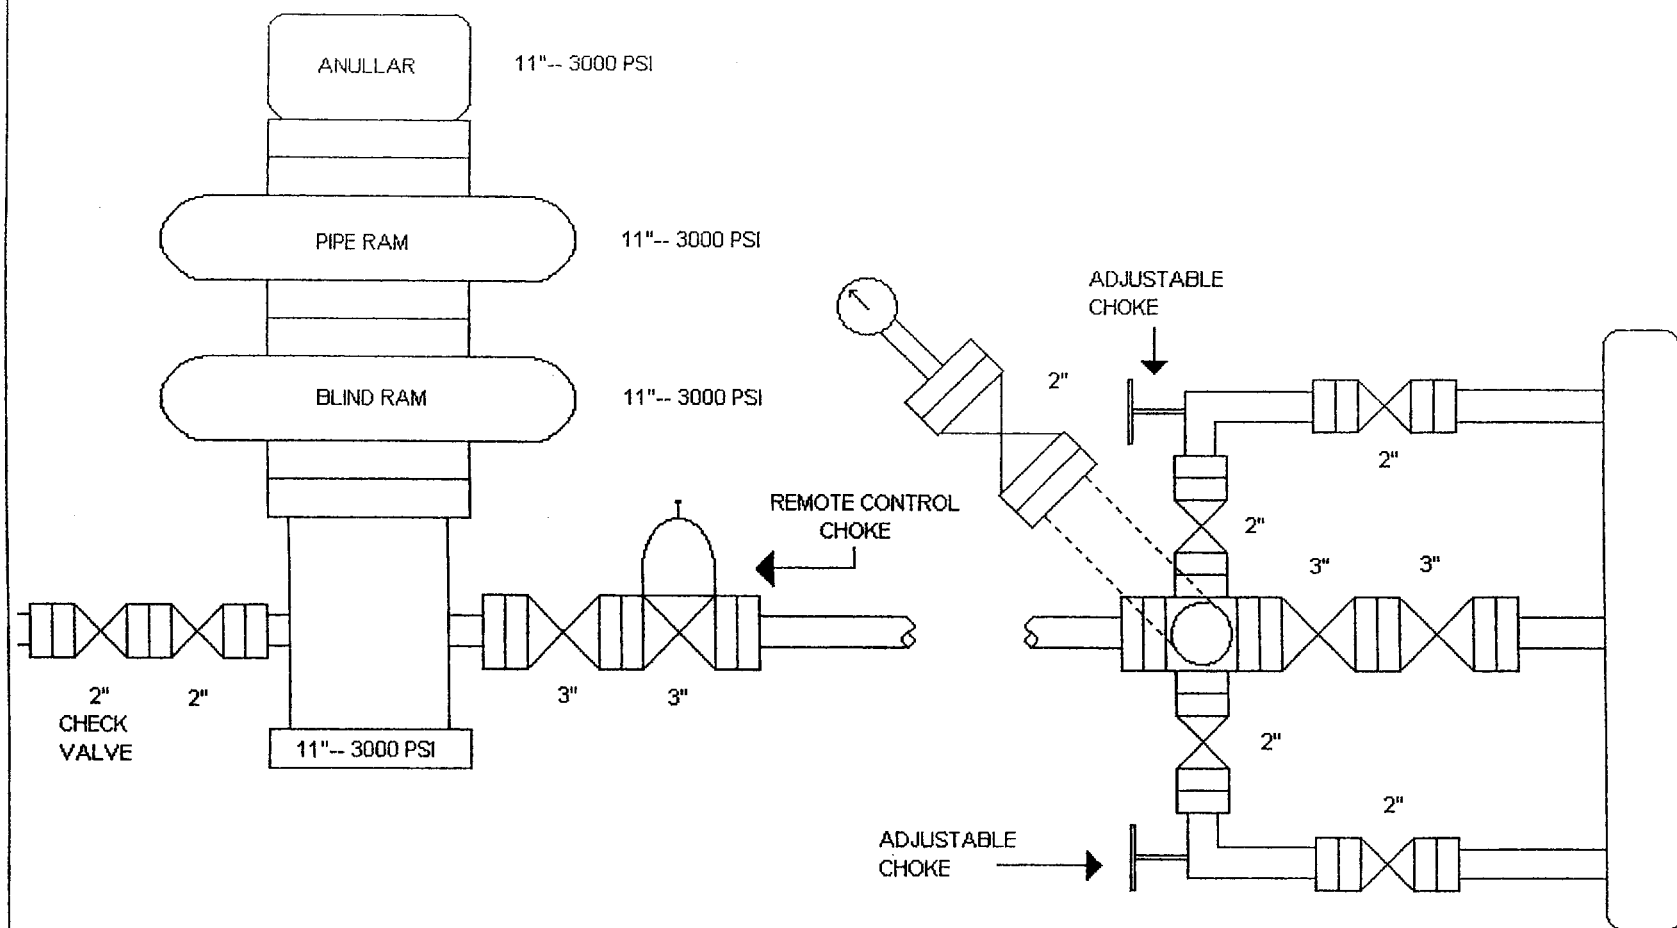 ANULLAR
11"-- 3000 PSI
PIPE RAM
11"-- 3000 PSI
BLIND RAM
11"-- 3000 PSI
ADJUSTABLE
CHOKE
2"
2"
REMOTE CONTROL
CHOKE
2"
3"
3"
2"
2"
3"
3"
CHECK
VALVE
11"-- 3000 PSI
2"
2"
ADJUSTABLE
CHOKE